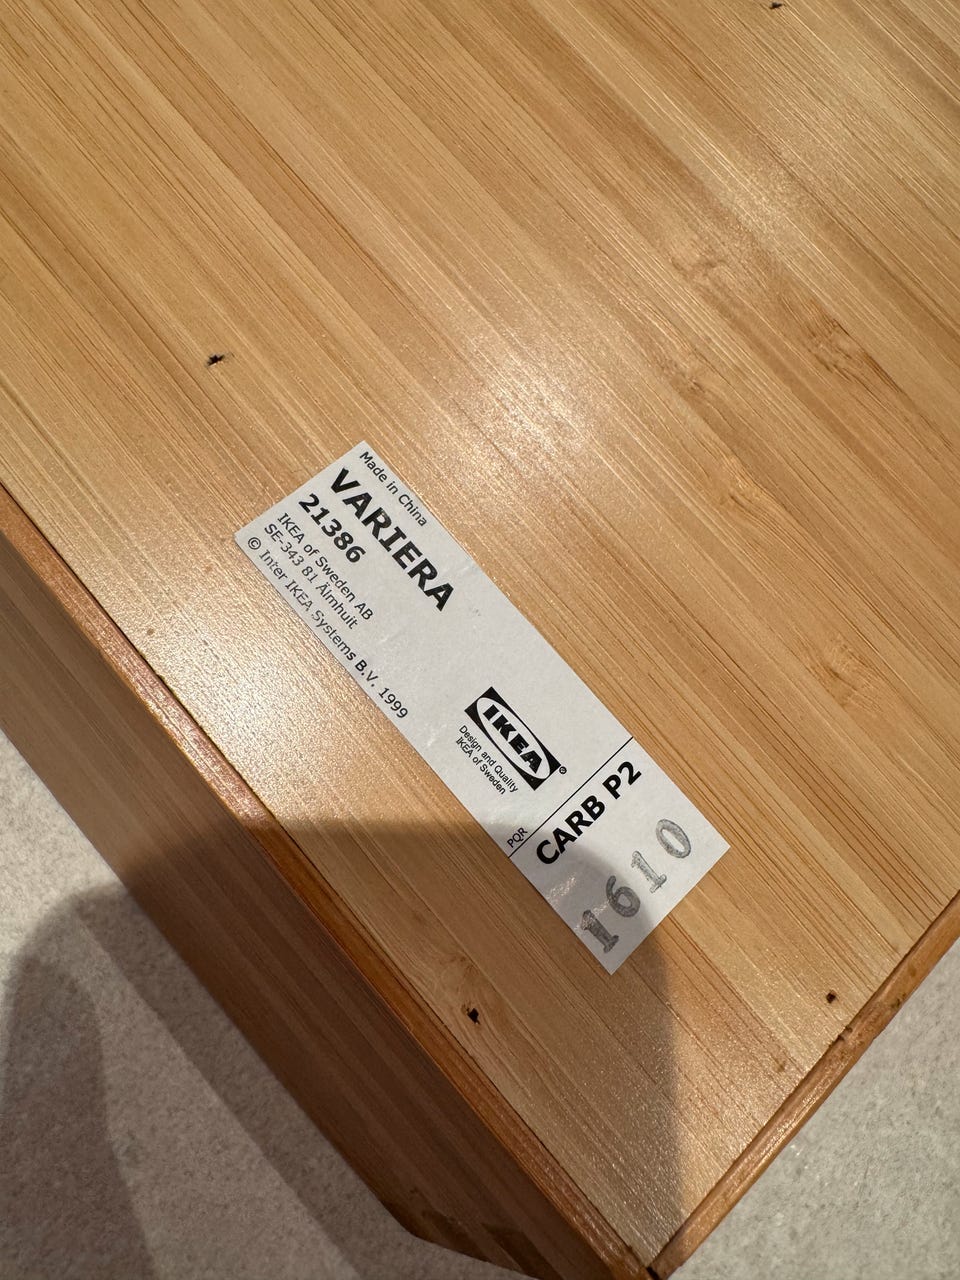 Made in China
VARIERA
21386
IKEA of Sweden AB
SE-343 81 Älmhult
© Inter IKEA Systems B.V. 1999
IKEA®
Design and Quality
IKEA of Sweden
PQR
CARB P2
1610